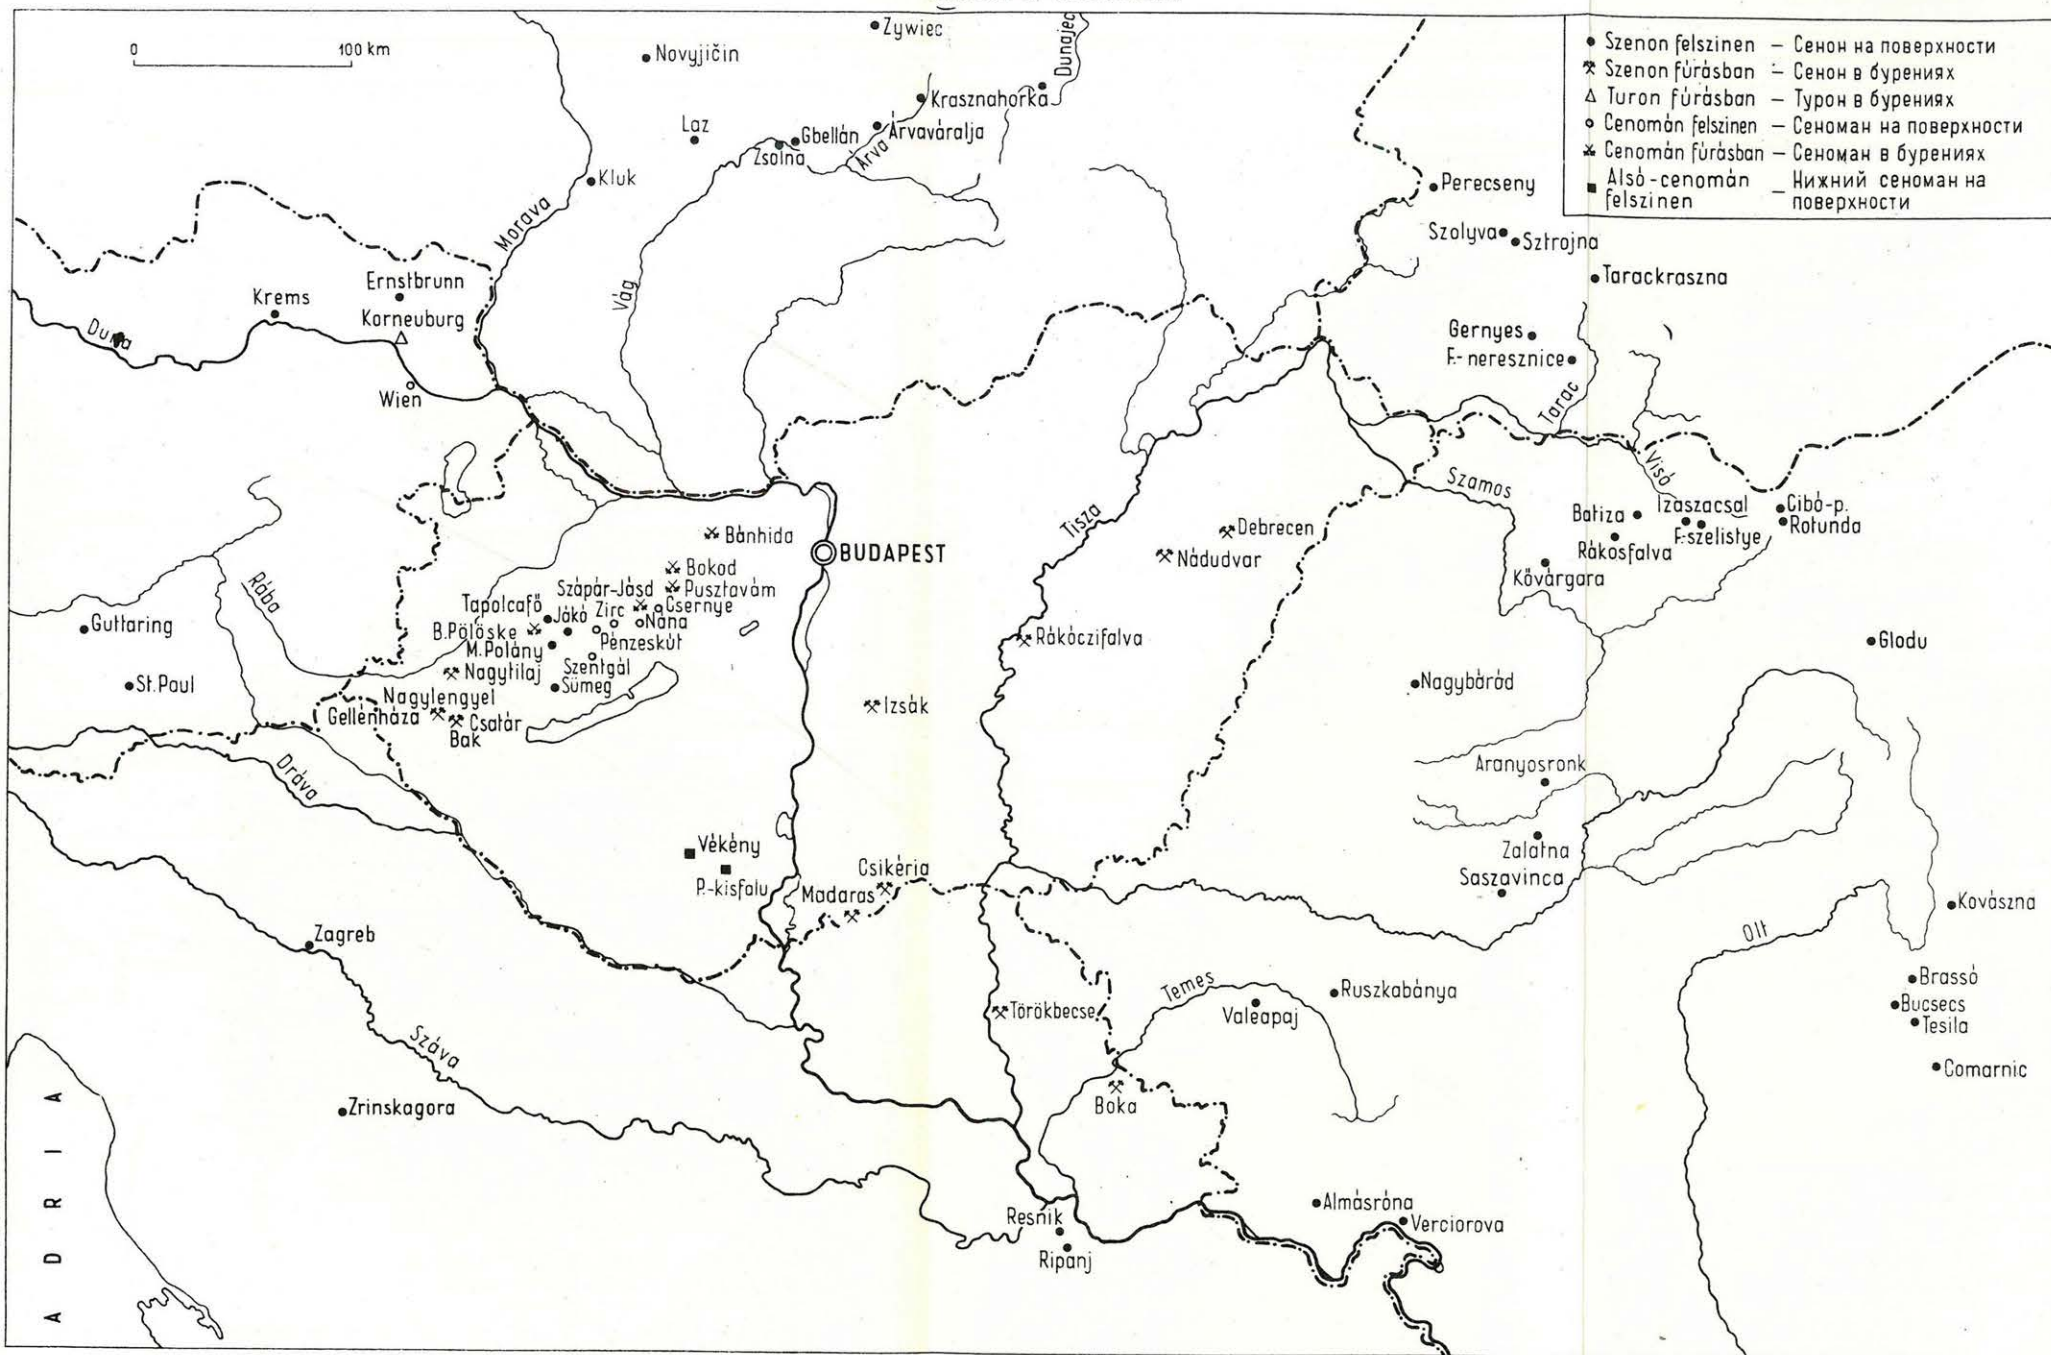 0 100 km
Zywiec
Dunajec
Novyjičin
Krasznahorka
Laz
Gbellán
Árvaváralja
Zsolna
Árva
Kluk
Morava
Vág
● Szenon felszinen – Сенон на поверхности
Szenon fúrásban – Сенон в бурениях
△ Turon fúrásban – Турон в бурениях
○ Cenomán felszinen – Сеноман на поверхности
Cenomán fúrásban – Сеноман в бурениях
■ Alsó-cenomán felszinen – Нижний сеноман на
поверхности
Perecseny
Szolyva
Sztrojna
Tarackraszna
Gernyes
F.-neresznice
Tarac
Ernstbrunn
Krems
Korneuburg
Duna
Wien
Visó
Szamos
Tisza
Batiza
Izaszacsal
Cibó-p.
F.-szelistye
Rotunda
Rákosfalva
Kővárgara
Debrecen
Nádudvar
Bánhida
BUDAPEST
Bokod
Szápár-Jásd
Pusztavám
Tapolcafő
Zirc
Csernye
Jákó
Nána
B.Pölöske
Pénzeskút
M.Polány
Szentgál
Nagytilaj
Sümeg
Nagylengyel
Gellénháza
Csatár
Bak
Rába
Guttaring
St.Paul
Rákóczifalva
Izsák
Nagybáród
Glodu
Dráva
Aranyosronk
Zalatna
Saszavinca
Vékény
P.-kisfalu
Csikéria
Madaras
Kovászna
Olt
Zagreb
Brassó
Bucsecs
Tesila
Comarnic
Temes
Ruszkabánya
Valeapaj
Törökbecse
Boka
Száva
Zrinskagora
ADRIA
Almásróna
Verciorova
Resnik
Ripanj